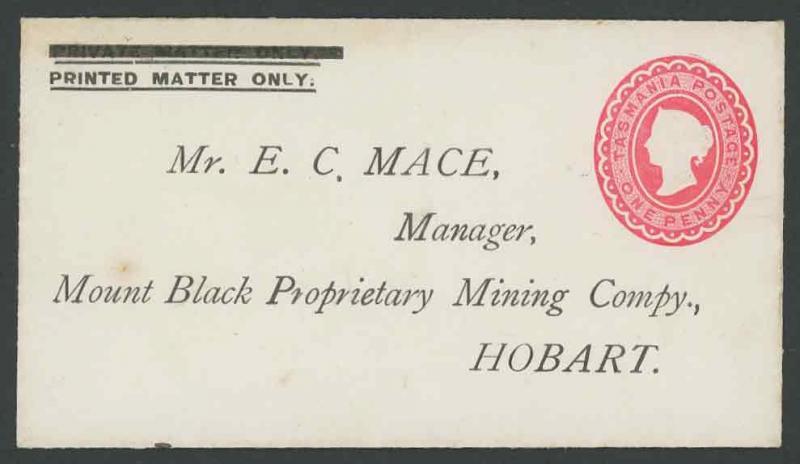 PRIVATE MATTER ONLY.
PRINTED MATTER ONLY.
TASMANIA POSTAGE
ONE PENNY
Mr. E. C. MACE,
Manager,
Mount Black Proprietary Mining Compy.,
HOBART.